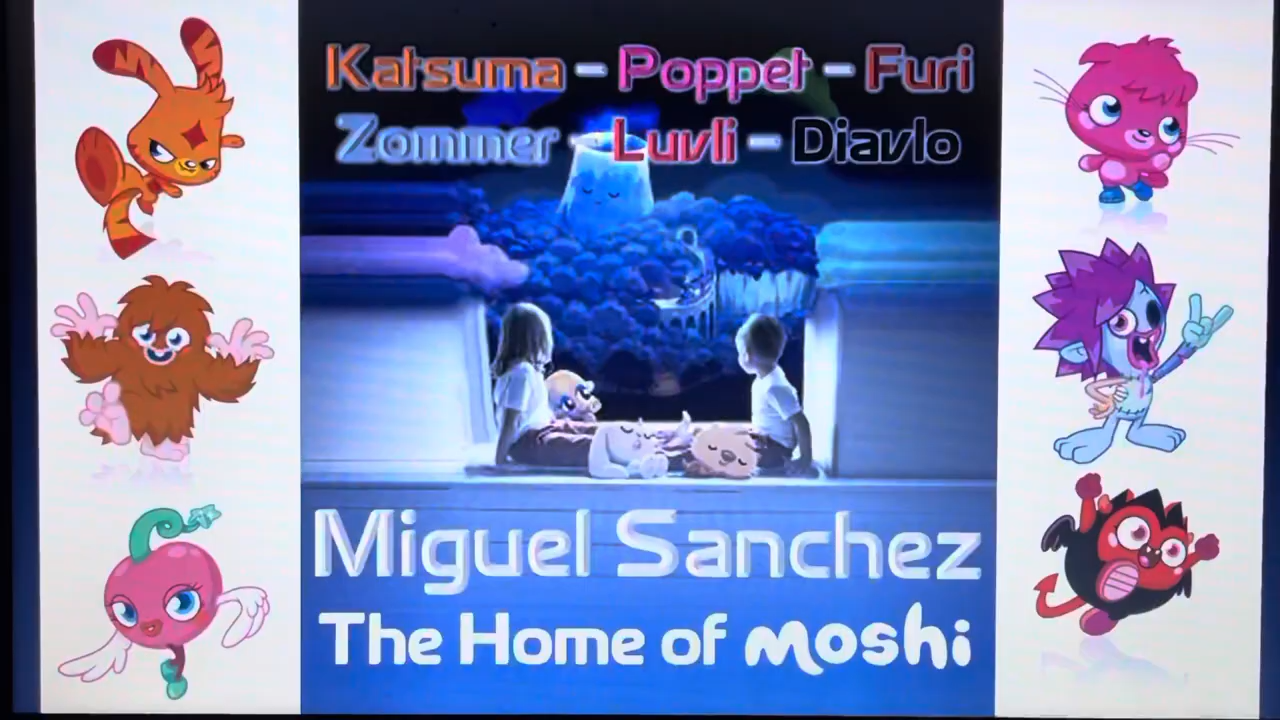 Katsuma - Poppet - Furi
Zommer - Luvli - Diavlo
Miguel Sanchez
The Home of moshi